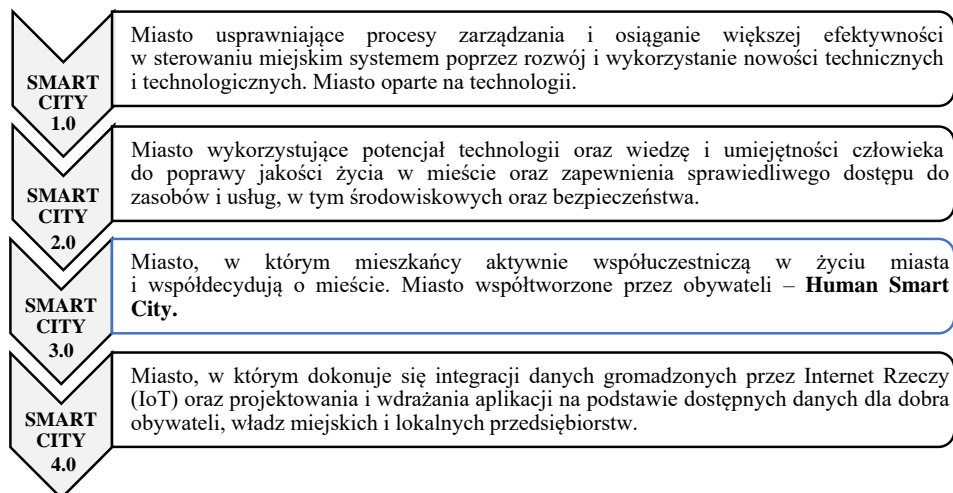 SMART
CITY
1.0
Miasto usprawniające procesy zarządzania i osiąganie większej efektywności
w sterowaniu miejskim systemem poprzez rozwój i wykorzystanie nowości technicznych
i technologicznych. Miasto oparte na technologii.
SMART
CITY
2.0
Miasto wykorzystujące potencjał technologii oraz wiedzę i umiejętności człowieka
do poprawy jakości życia w mieście oraz zapewnienia sprawiedliwego dostępu do
zasobów i usług, w tym środowiskowych oraz bezpieczeństwa.
SMART
CITY
3.0
Miasto, w którym mieszkańcy aktywnie współuczestniczą w życiu miasta
i współdecydują o mieście. Miasto współtworzone przez obywateli – Human Smart
City.
SMART
CITY
4.0
Miasto, w którym dokonuje się integracji danych gromadzonych przez Internet Rzeczy
(IoT) oraz projektowania i wdrażania aplikacji na podstawie dostępnych danych dla dobra
obywateli, władz miejskich i lokalnych przedsiębiorstw.